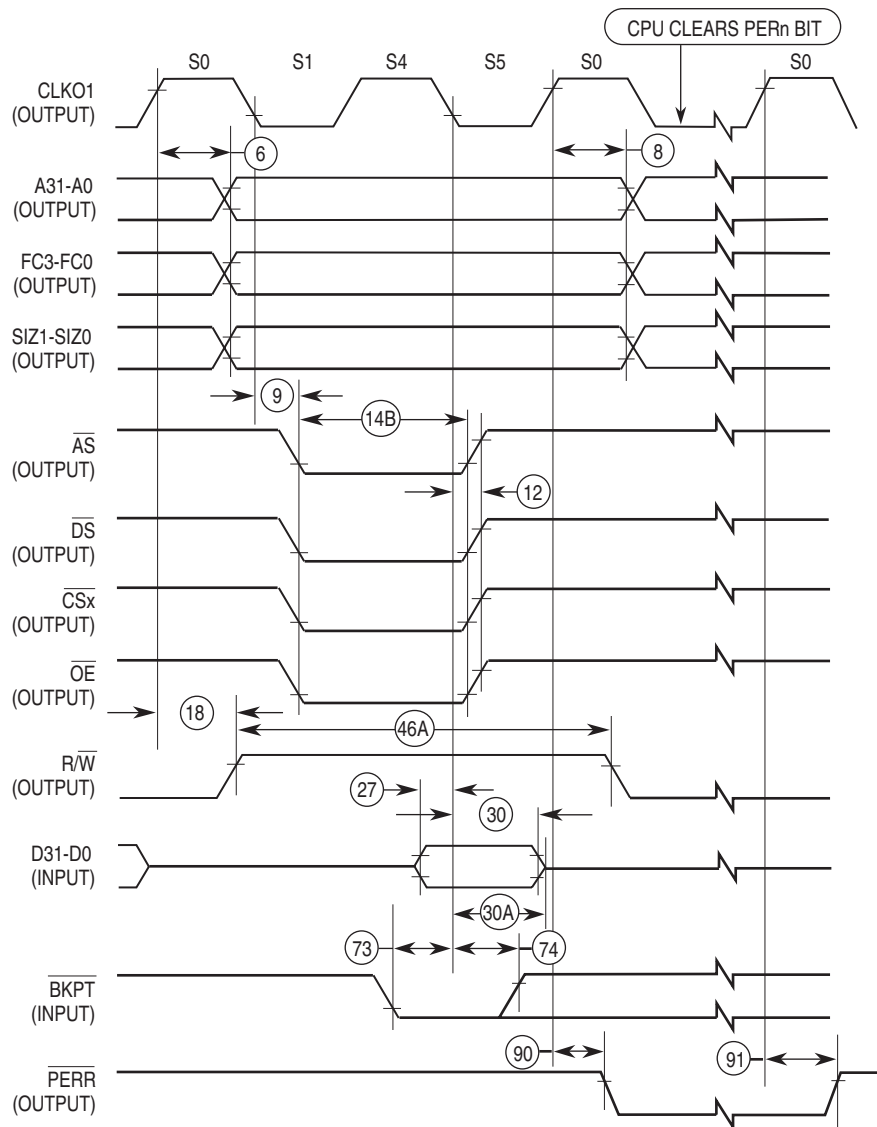 CPU CLEARS PERn BIT
S0 S1 S4 S5 S0 S0
CLKO1
(OUTPUT)
6 8
A31-A0
(OUTPUT)
FC3-FC0
(OUTPUT)
SIZ1-SIZ0
(OUTPUT)
9
14B
AS
(OUTPUT)
12
DS
(OUTPUT)
CSx
(OUTPUT)
OE
(OUTPUT)
18
46A
R/W
(OUTPUT)
27
30
D31-D0
(INPUT)
30A
73 74
BKPT
(INPUT)
90 91
PERR
(OUTPUT)